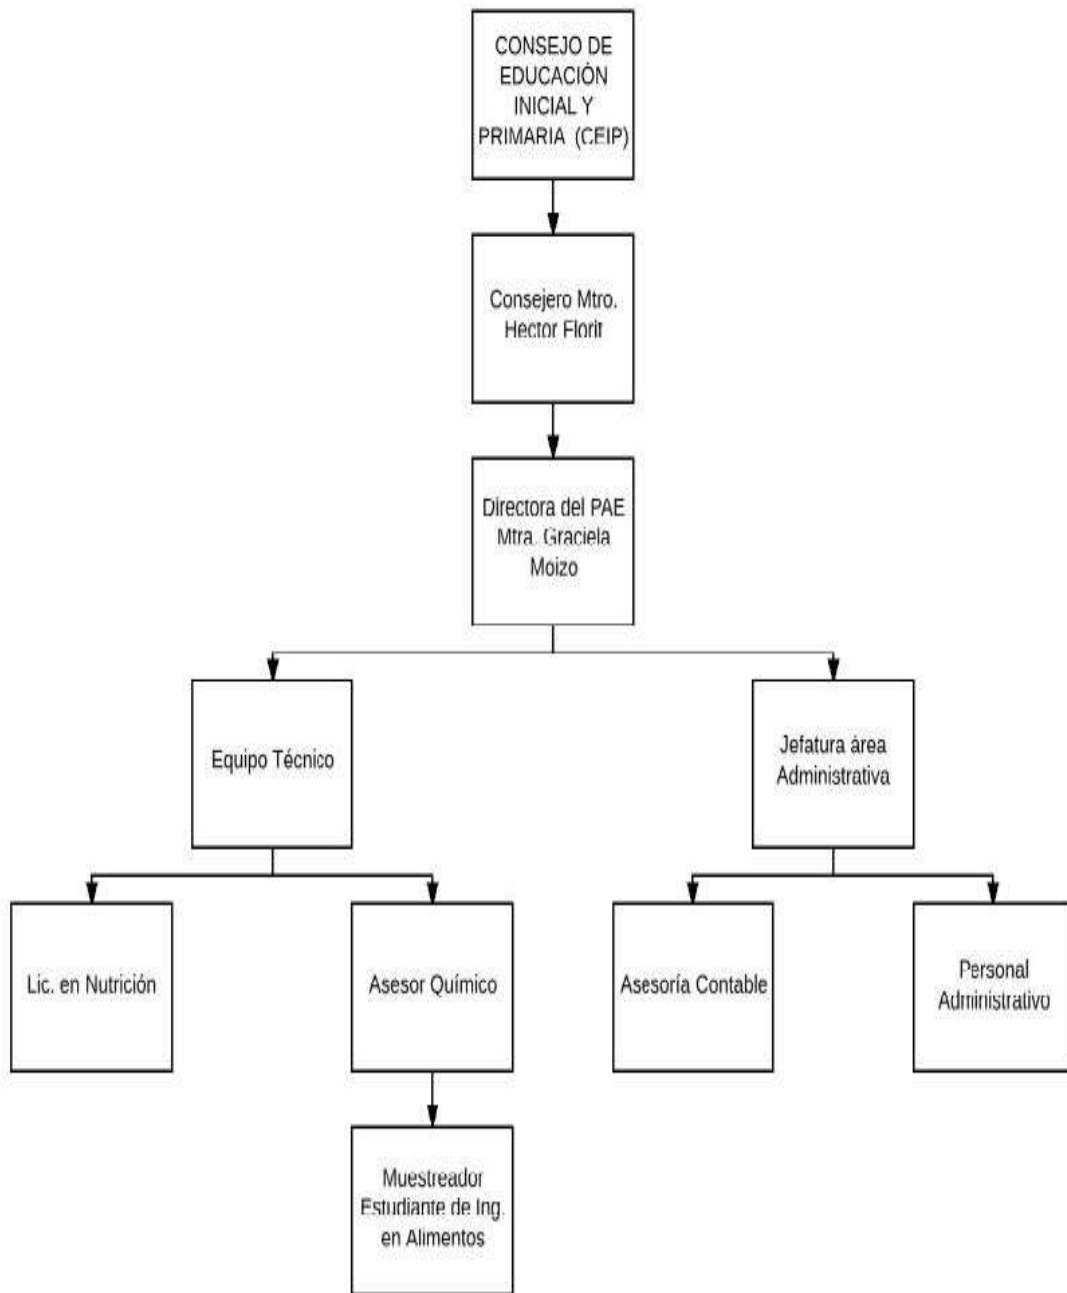 CONSEJO DE
EDUCACIÓN
INICIAL Y
PRIMARIA (CEIP)
Consejero Mtro.
Hector Florit
Directora del PAE
Mtra. Graciela
Moizo
Equipo Técnico
Jefatura área
Administrativa
Lic. en Nutrición
Asesor Químico
Asesoría Contable
Personal
Administrativo
Muestreador
Estudiante de Ing.
en Alimentos